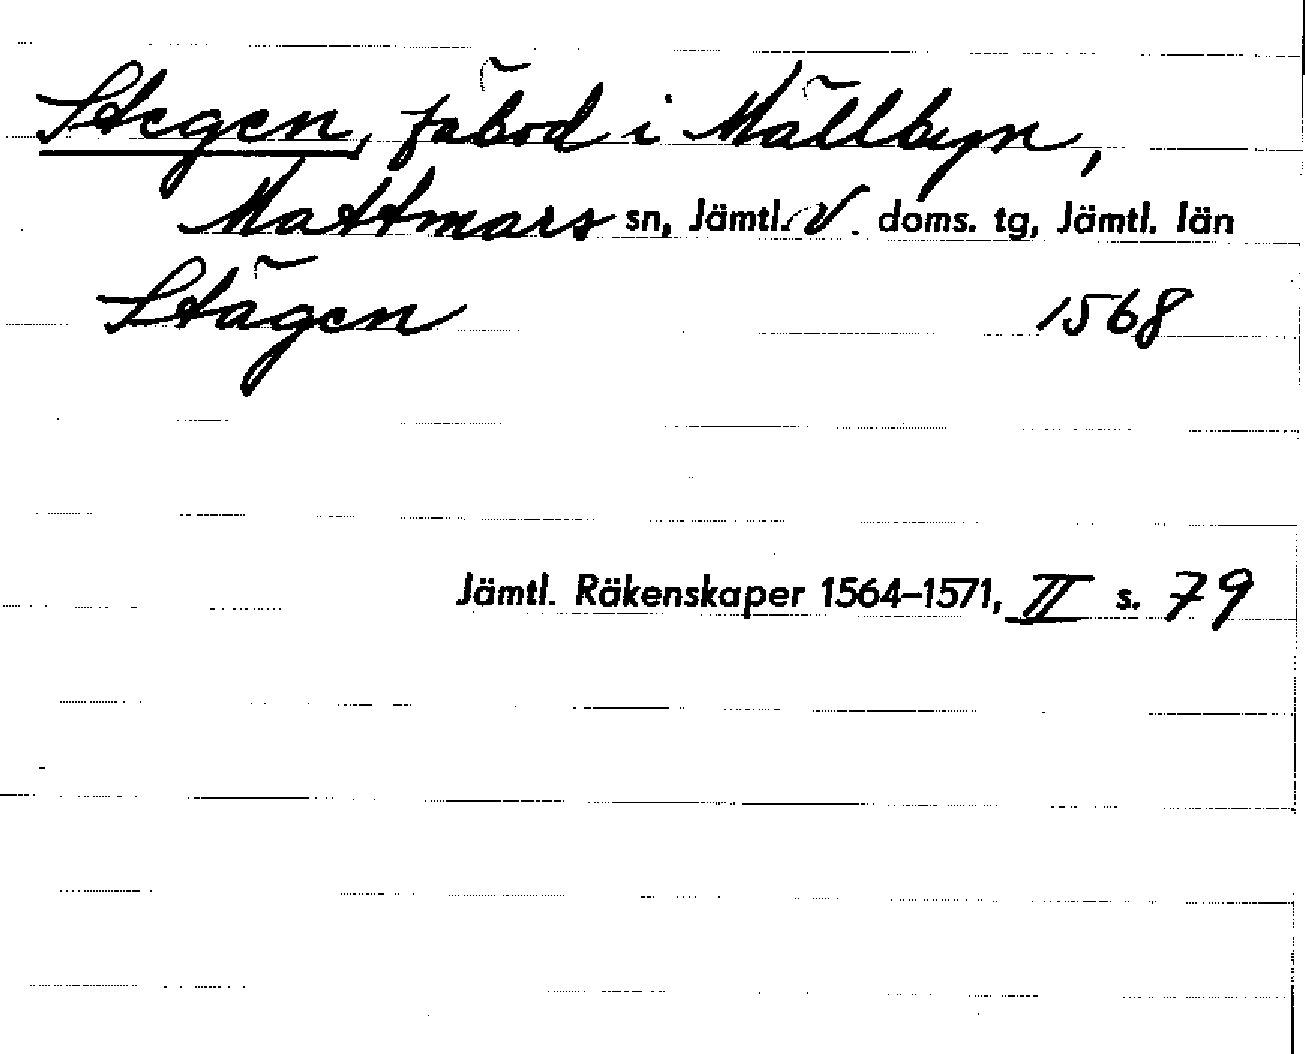 Stegen, fäbod i Mällbyn,
Mattmars sn, Jämtl. V. doms. tg, Jämtl. län
Stägen 1568
Jämtl. Räkenskaper 1564–1571, II s. 79